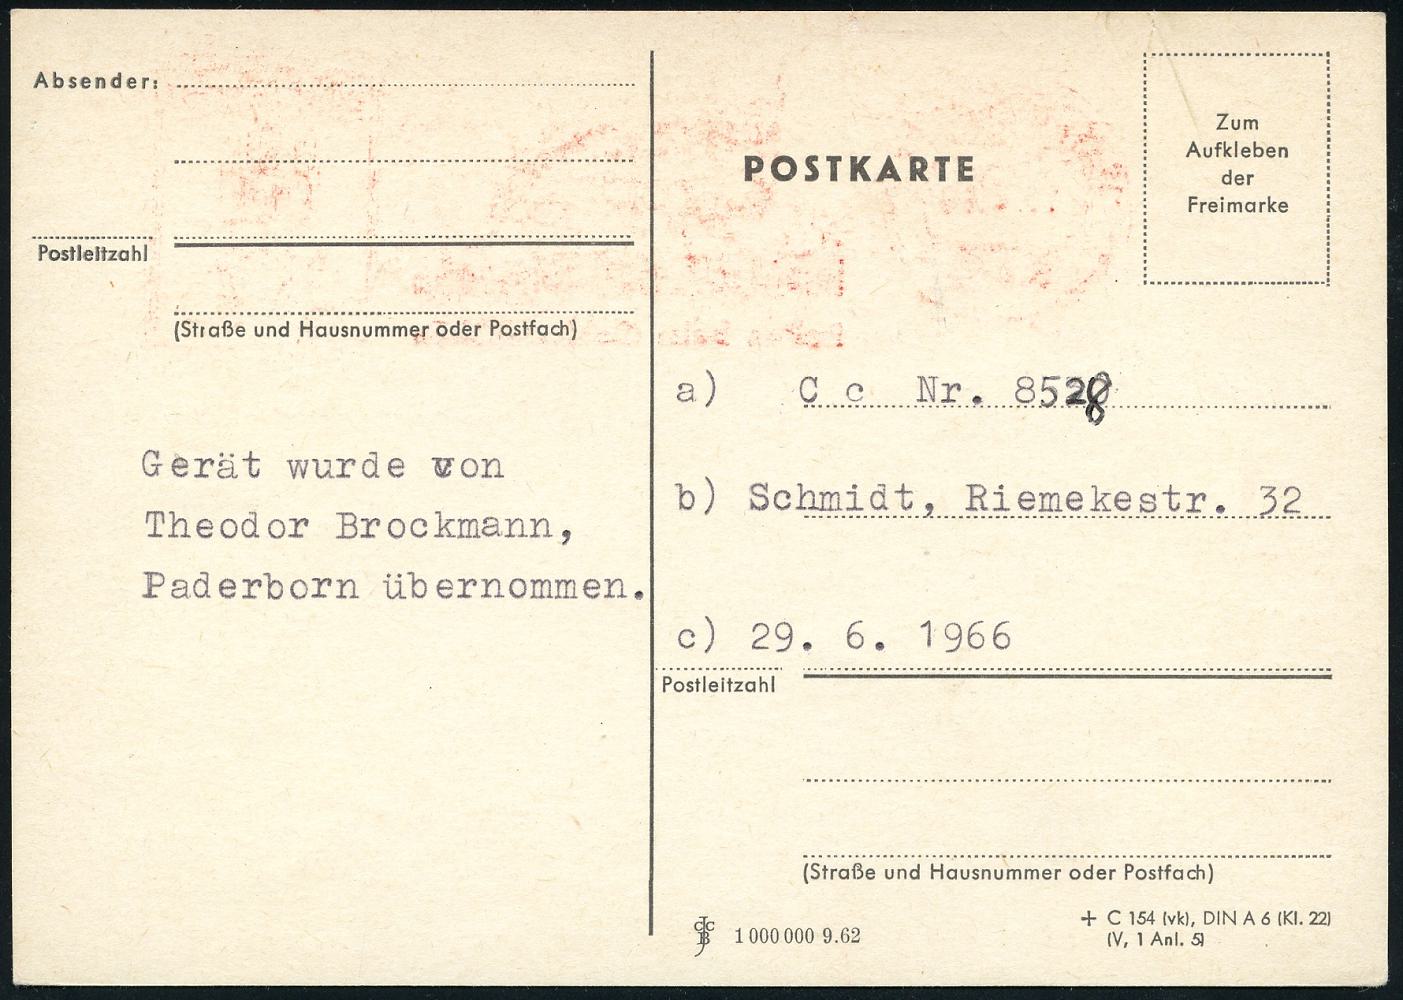 Absender:
Postleitzahl
(Straße und Hausnummer oder Postfach)
Gerät wurde von
Theodor Brockmann,
Paderborn übernommen.
POSTKARTE
Zum
Aufkleben
der
Freimarke
a) C c Nr. 8528
b) Schmidt, Riemekestr. 32
c) 29. 6. 1966
Postleitzahl
(Straße und Hausnummer oder Postfach)
1 000 000 9.62
+ C 154 (vk), DIN A 6 (Kl. 22)
(V, 1 Anl. 5)